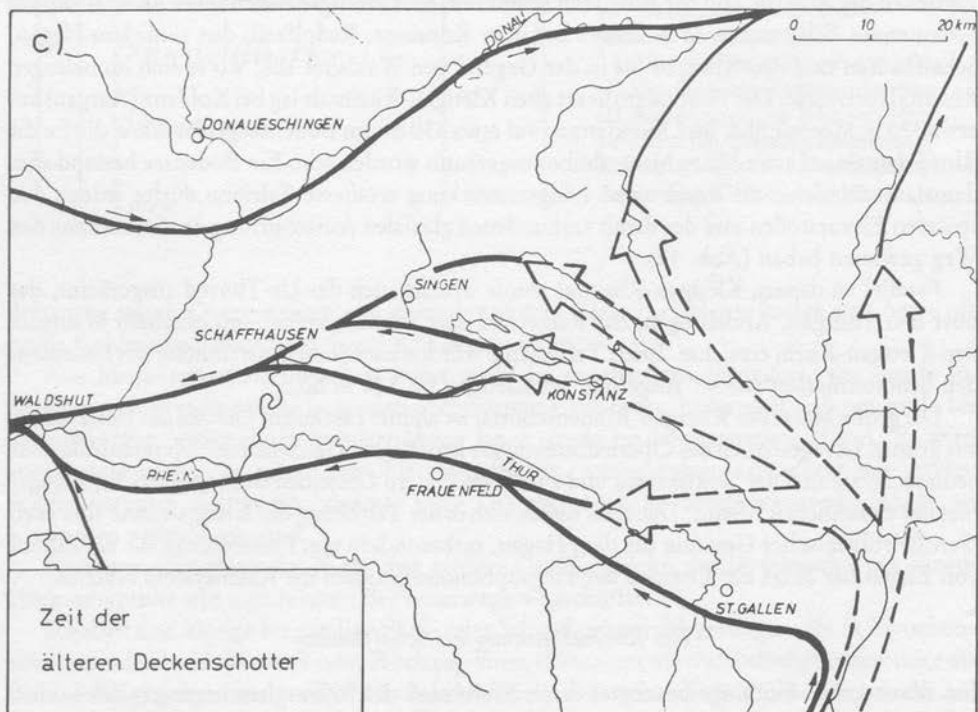 C)
DONAU
0 10 20 km
DONAUESCHINGEN
SINGEN
SCHAFFHAUSEN
WALDSHUT
KONSTANZ
RHEIN
THUR
FRAUENFELD
ST.GALLEN
Zeit der
älteren Deckenschotter